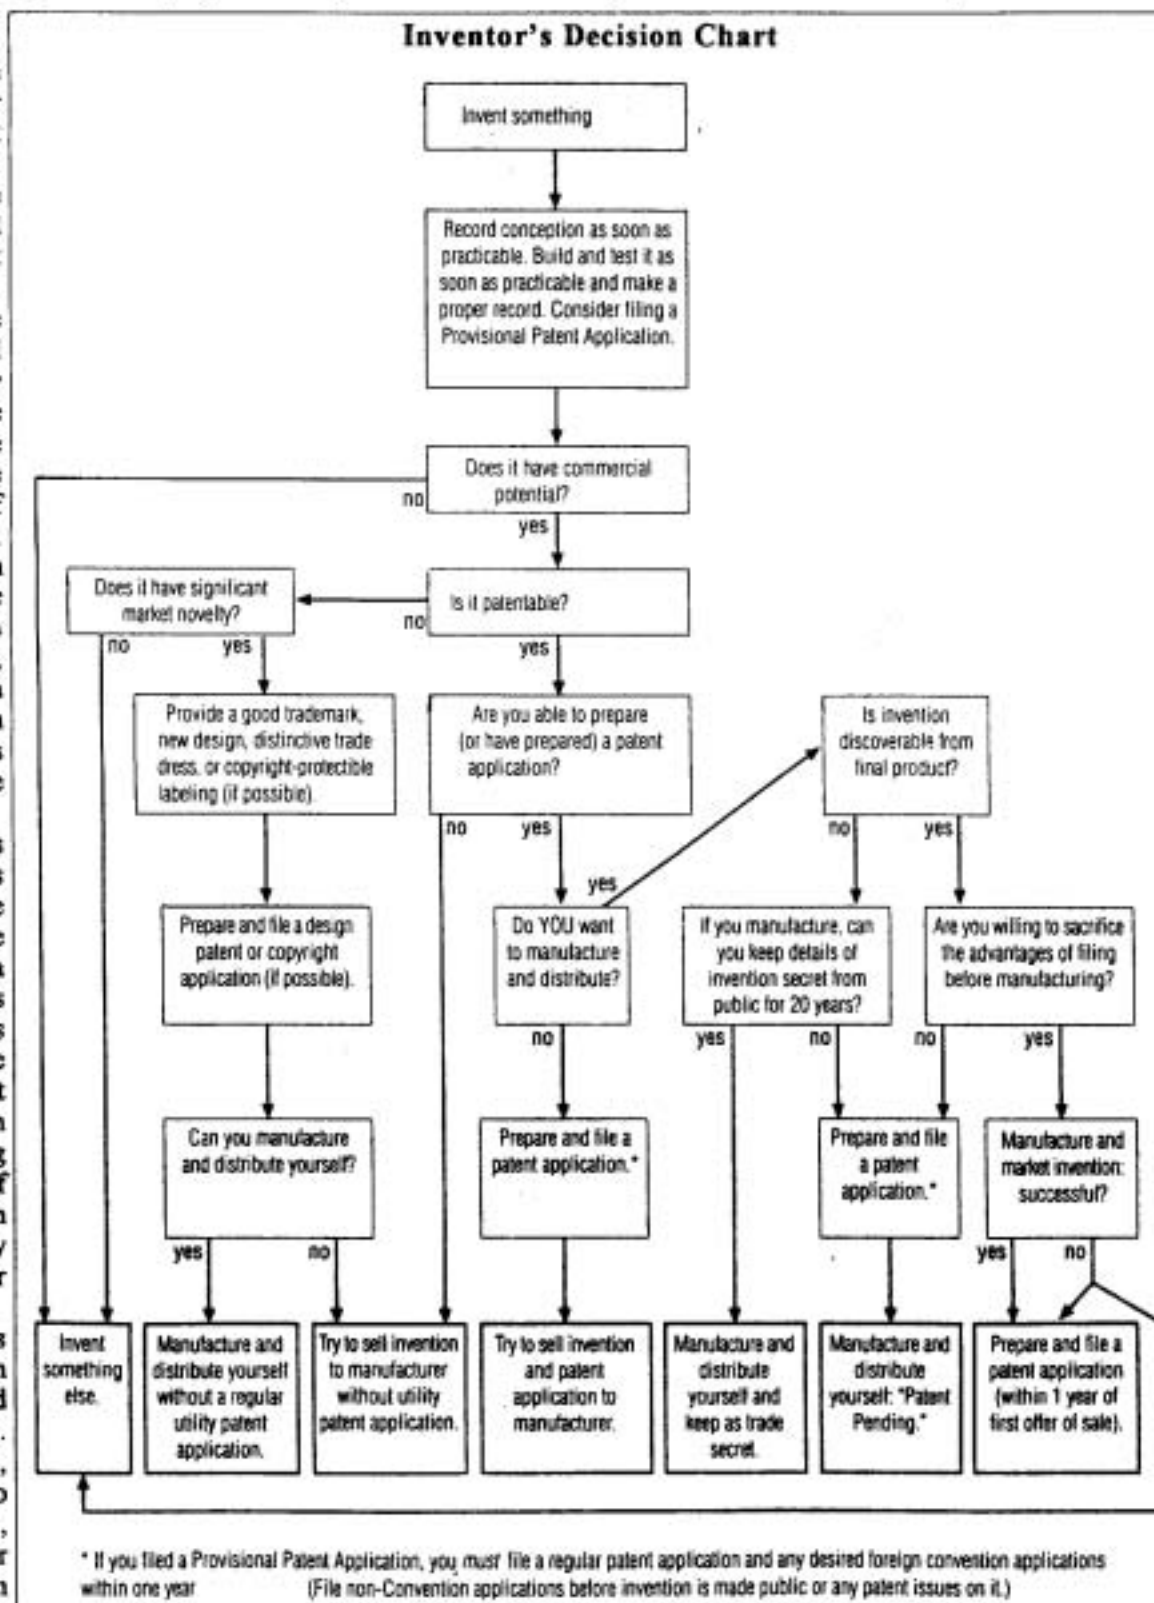 Inventor's Decision Chart
Invent something
Record conception as soon as
practicable. Build and test it as
soon as practicable and make a
proper record. Consider filing a
Provisional Patent Application.
Does it have commercial
potential?
no
yes
Does it have significant
market novelty?
Is it patentable?
no
no
yes
yes
Provide a good trademark,
new design, distinctive trade
dress, or copyright-protectible
labeling (if possible).
Are you able to prepare
(or have prepared) a patent
application?
Is invention
discoverable from
final product?
no
yes
no
yes
yes
Prepare and file a design
patent or copyright
application (if possible).
Do YOU want
to manufacture
and distribute?
If you manufacture, can
you keep details of
invention secret from
public for 20 years?
Are you willing to sacrifice
the advantages of filing
before manufacturing?
no
yes
no
no
yes
Can you manufacture
and distribute yourself?
Prepare and file a
patent application.*
Prepare and file
a patent
application.*
Manufacture and
market invention:
successful?
yes
no
yes
no
Invent
something
else.
Manufacture and
distribute yourself
without a regular
utility patent
application.
Try to sell invention
to manufacturer
without utility
patent application.
Try to sell invention
and patent
application to
manufacturer.
Manufacture and
distribute
yourself and
keep as trade
secret.
Manufacture and
distribute
yourself: "Patent
Pending."
Prepare and file a
patent application
(within 1 year of
first offer of sale).
* If you filed a Provisional Patent Application, you must file a regular patent application and any desired foreign convention applications
within one year (File non-Convention applications before invention is made public or any patent issues on it.)